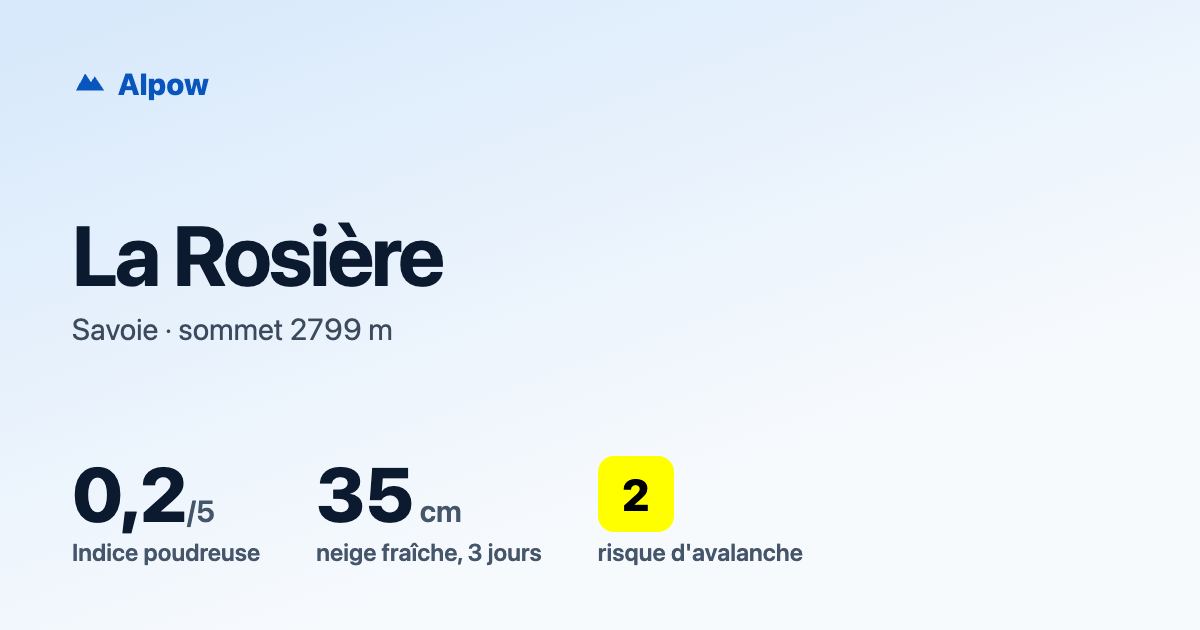 Alpow
La Rosière
Savoie · sommet 2799 m
0,2/5
Indice poudreuse
35 cm
neige fraîche, 3 jours
2
risque d'avalanche